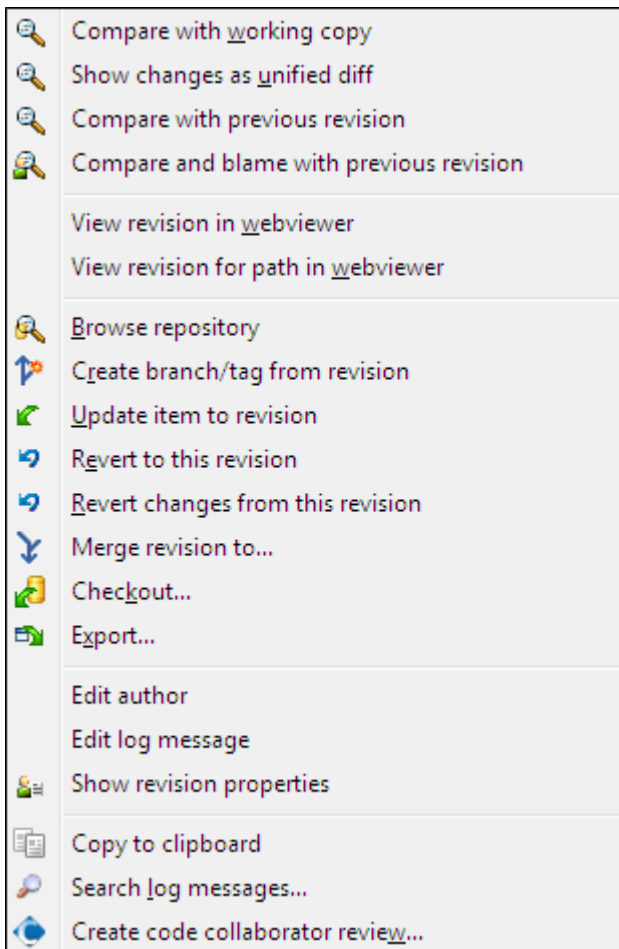 Compare with working copy
Show changes as unified diff
Compare with previous revision
Compare and blame with previous revision
View revision in webviewer
View revision for path in webviewer
Browse repository
Create branch/tag from revision
Update item to revision
Revert to this revision
Revert changes from this revision
Merge revision to...
Checkout...
Export...
Edit author
Edit log message
Show revision properties
Copy to clipboard
Search log messages...
Create code collaborator review...